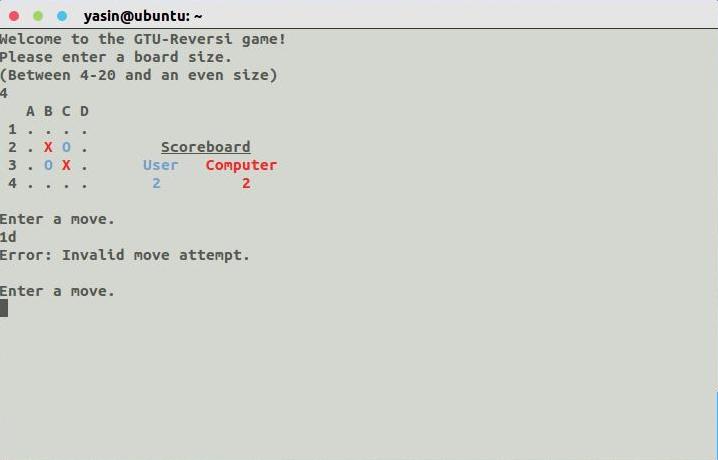 yasin@ubuntu: ~
Welcome to the GTU-Reversi game!
Please enter a board size.
(Between 4-20 and an even size)
4
   A B C D
 1 . . . .
 2 . X O .        Scoreboard
 3 . O X .      User   Computer
 4 . . . .       2         2
Enter a move.
1d
Error: Invalid move attempt.
Enter a move.